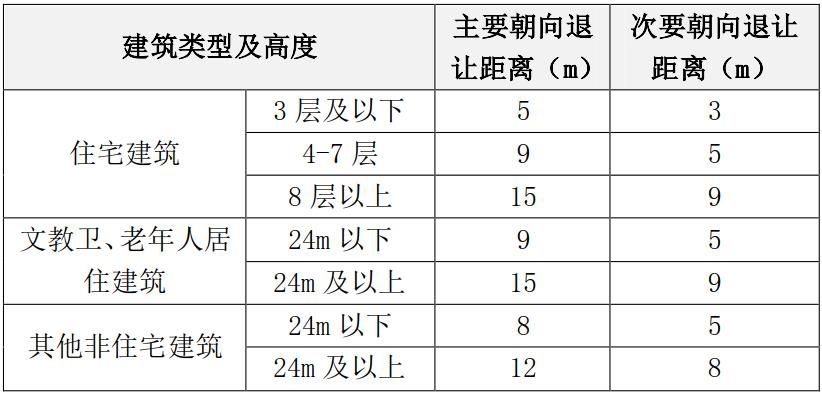 建筑类型及高度
主要朝向退
让距离（m）
次要朝向退让
距离（m）
住宅建筑
3 层及以下
5
3
4-7 层
9
5
8 层以上
15
9
文教卫、老年人居
住建筑
24m 以下
9
5
24m 及以上
15
9
其他非住宅建筑
24m 以下
8
5
24m 及以上
12
8